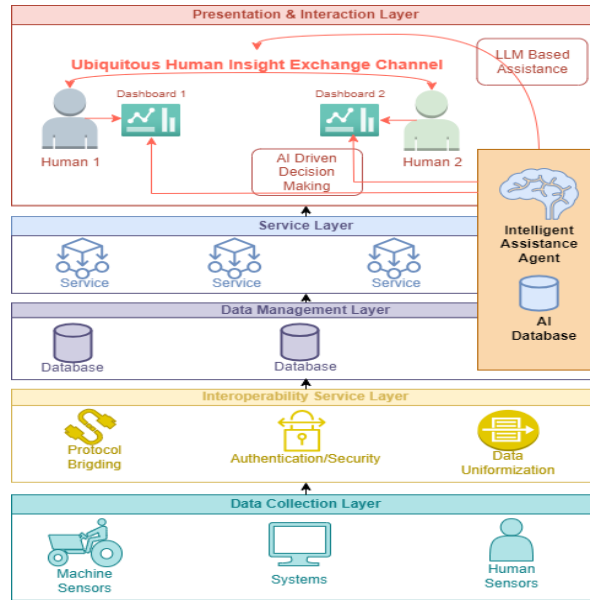 Presentation & Interaction Layer
LLM Based
Assistance
Ubiquitous Human Insight Exchange Channel
Dashboard 1
Dashboard 2
Human 1
AI Driven
Decision
Making
Human 2
Intelligent
Assistance
Agent
AI
Database
Service Layer
Service
Service
Service
Data Management Layer
Database
Database
Interoperability Service Layer
Protocol
Brigding
Authentication/Security
Data
Uniformization
Data Collection Layer
Machine
Sensors
Systems
Human
Sensors